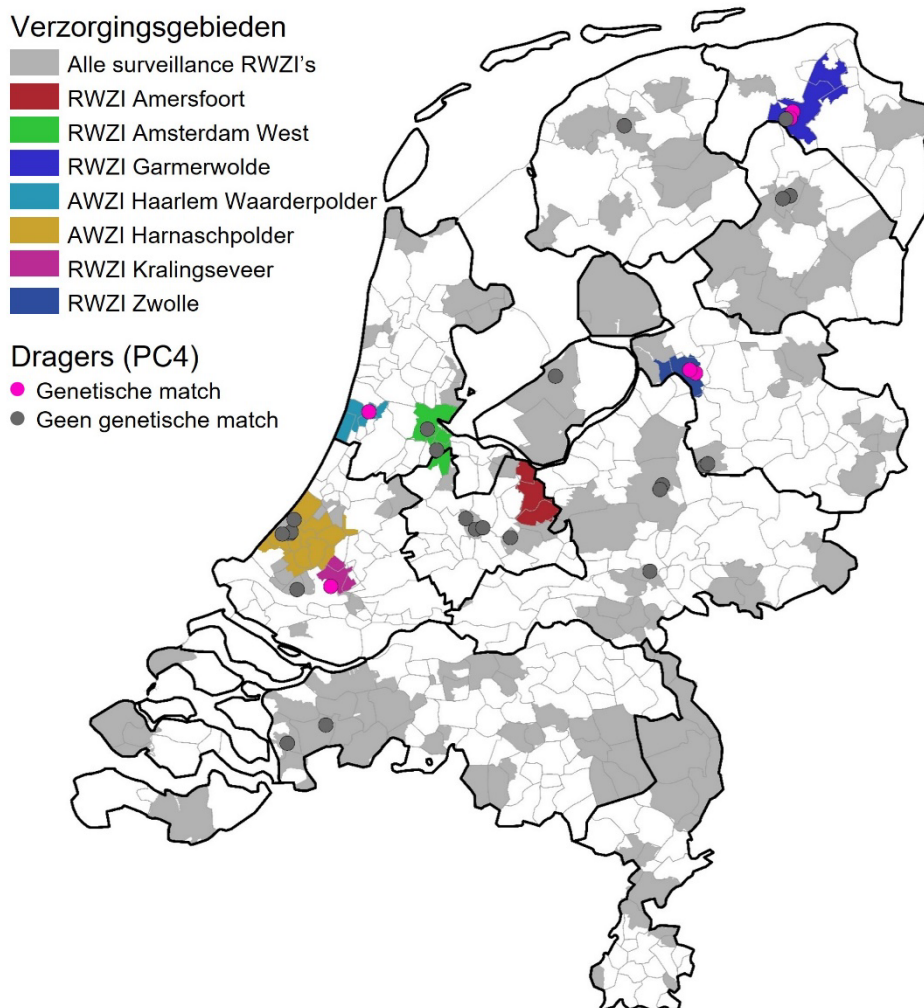 Verzorgingsgebieden
Alle surveillance RWZI's
RWZI Amersfoort
RWZI Amsterdam West
RWZI Garmerwolde
AWZI Haarlem Waarderpolder
AWZI Harnaschpolder
RWZI Kralingseveer
RWZI Zwolle
Dragers (PC4)
Genetische match
Geen genetische match